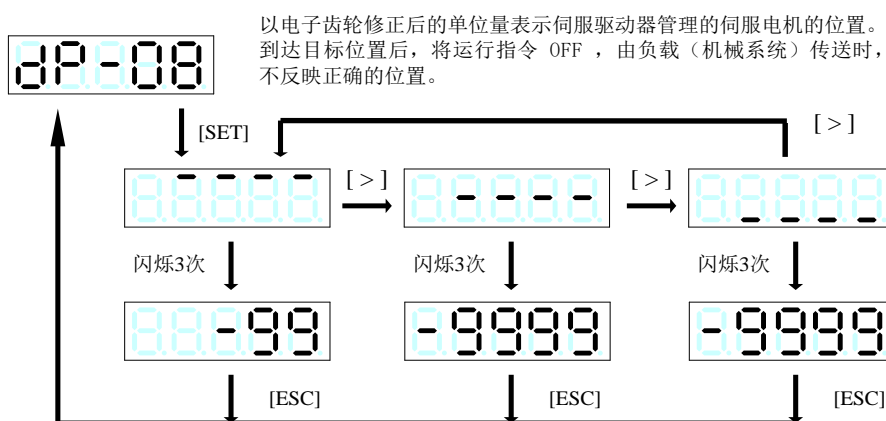 以电子齿轮修正后的单位量表示伺服驱动器管理的伺服电机的位置。
到达目标位置后，将运行指令 OFF ，由负载（机械系统）传送时，
不反映正确的位置。
dP-08
[SET]
[ > ]
---- [ > ] ---- [ > ] ----
闪烁3次 闪烁3次 闪烁3次
-99 -9999 -9999
[ESC] [ESC] [ESC]